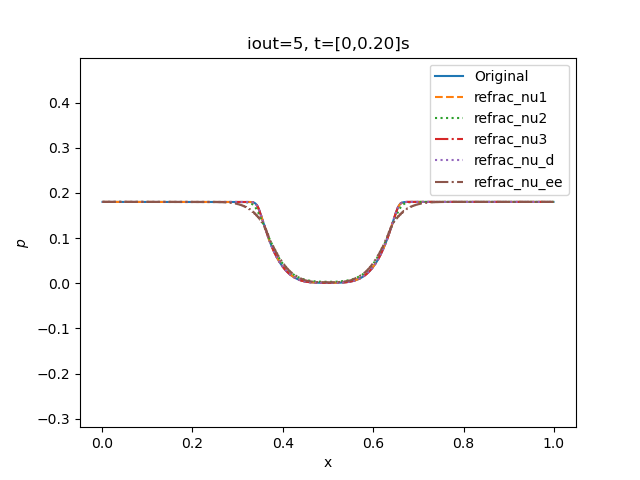 iout=5, t=[0,0.20]s
Original
refrac_nu1
refrac_nu2
refrac_nu3
refrac_nu_d
refrac_nu_ee
0.4
0.3
0.2
0.1
0.0
−0.1
−0.2
−0.3
p
0.0 0.2 0.4 0.6 0.8 1.0
x